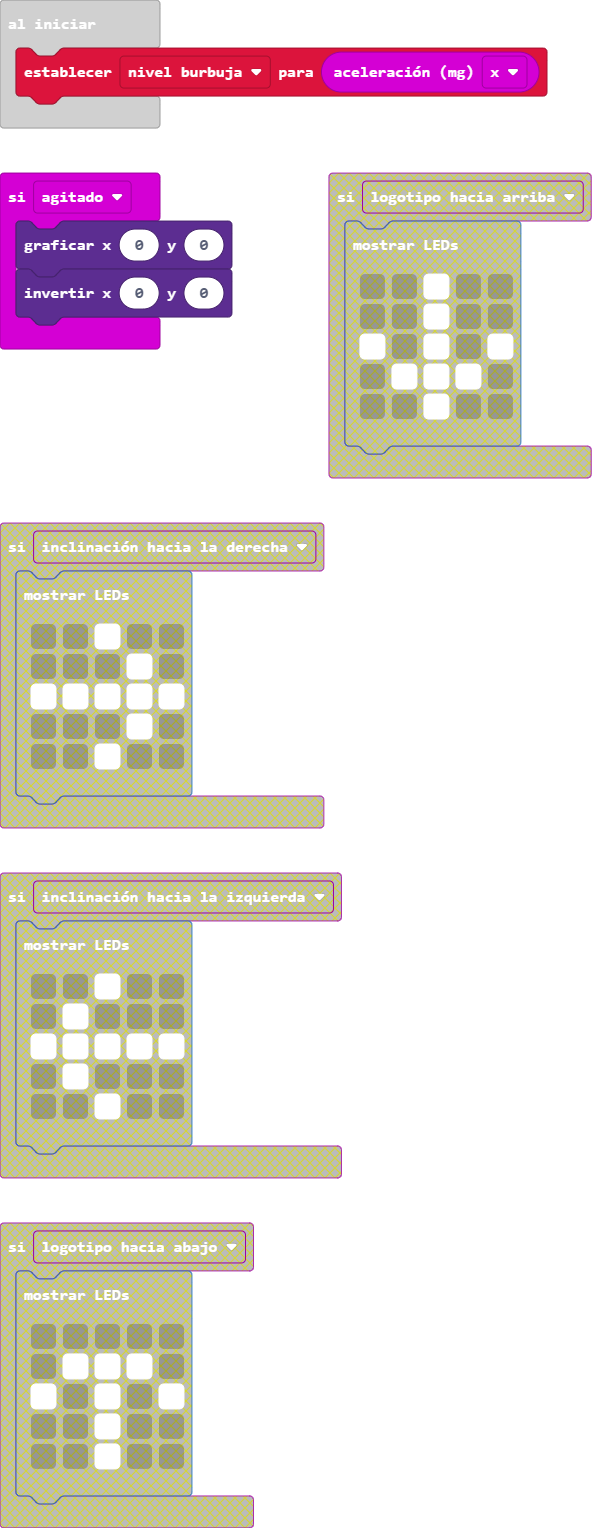 al iniciar
establecer nivel burbuja para aceleración (mg) x
si agitado
graficar x 0 y 0
invertir x 0 y 0
si logotipo hacia arriba
mostrar LEDs
si inclinación hacia la derecha
mostrar LEDs
si inclinación hacia la izquierda
mostrar LEDs
si logotipo hacia abajo
mostrar LEDs